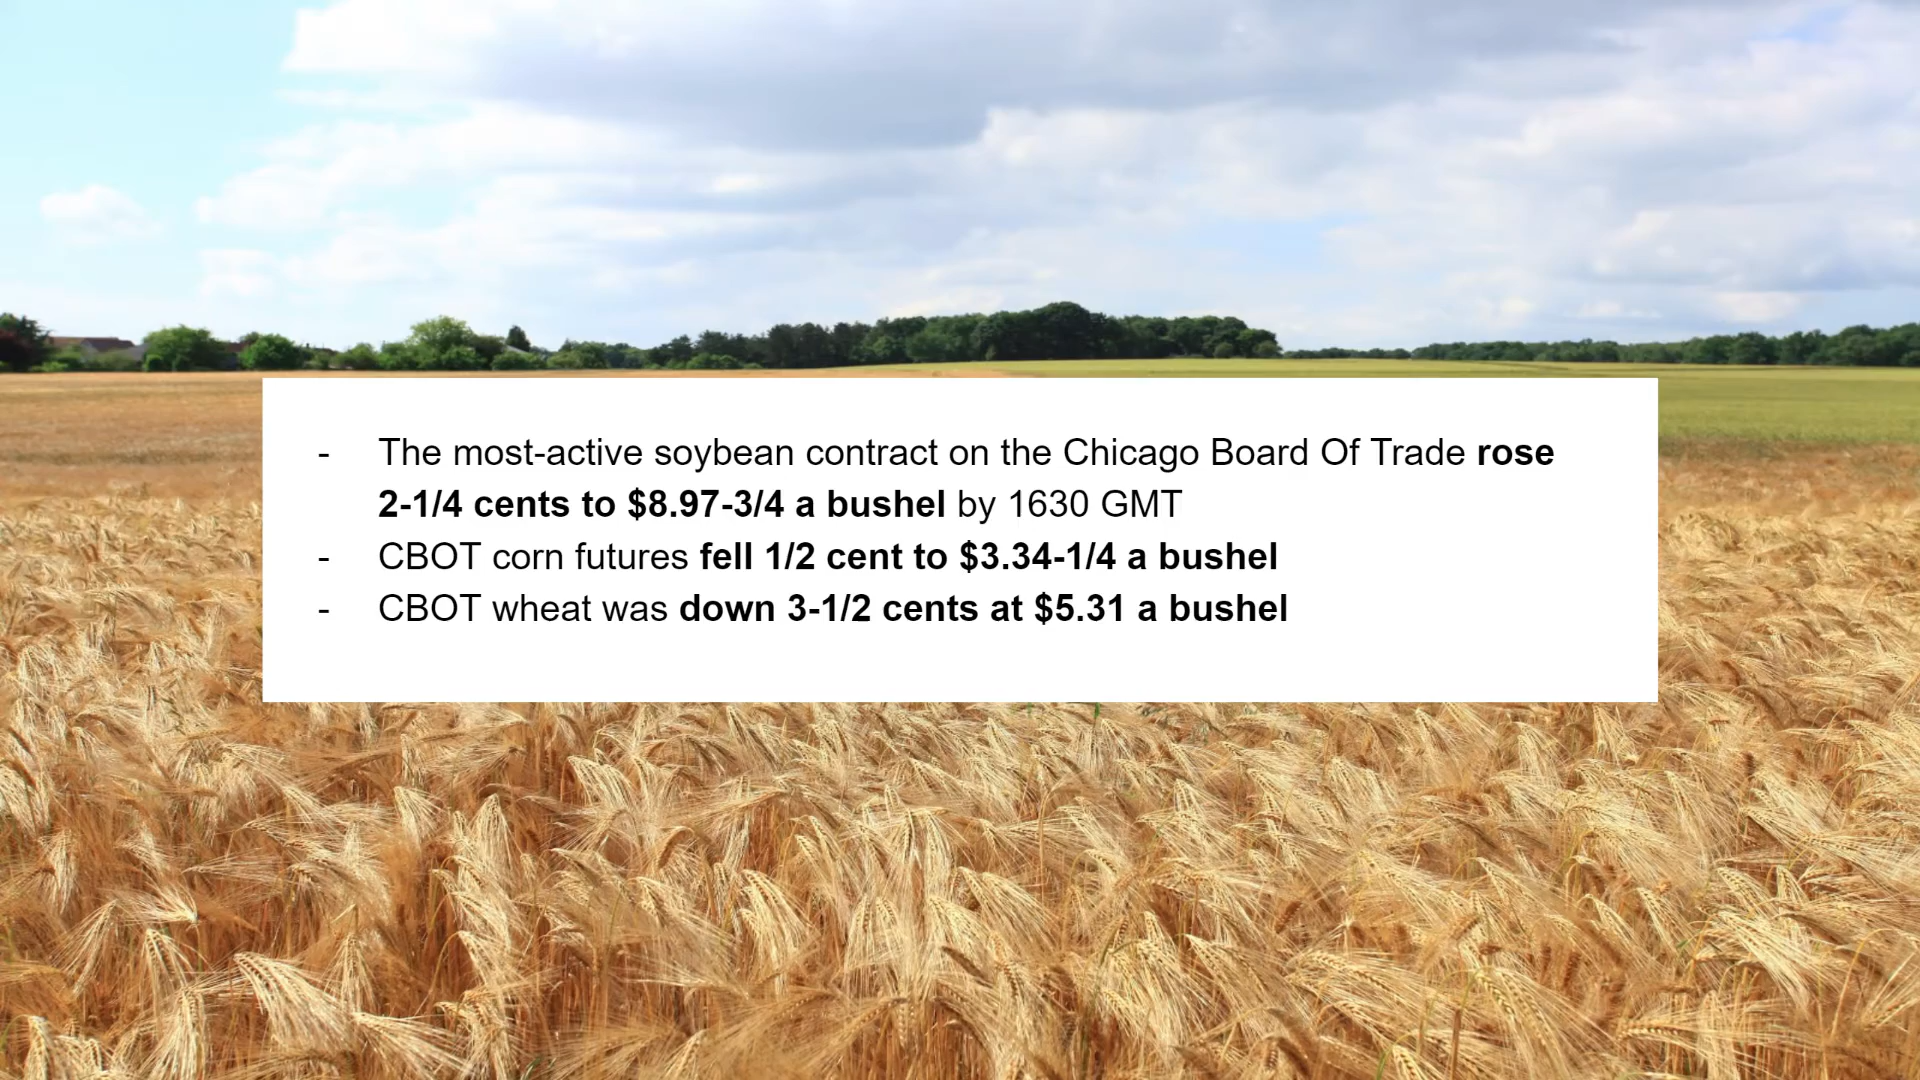 - The most-active soybean contract on the Chicago Board Of Trade rose
2-1/4 cents to $8.97-3/4 a bushel by 1630 GMT
- CBOT corn futures fell 1/2 cent to $3.34-1/4 a bushel
- CBOT wheat was down 3-1/2 cents at $5.31 a bushel